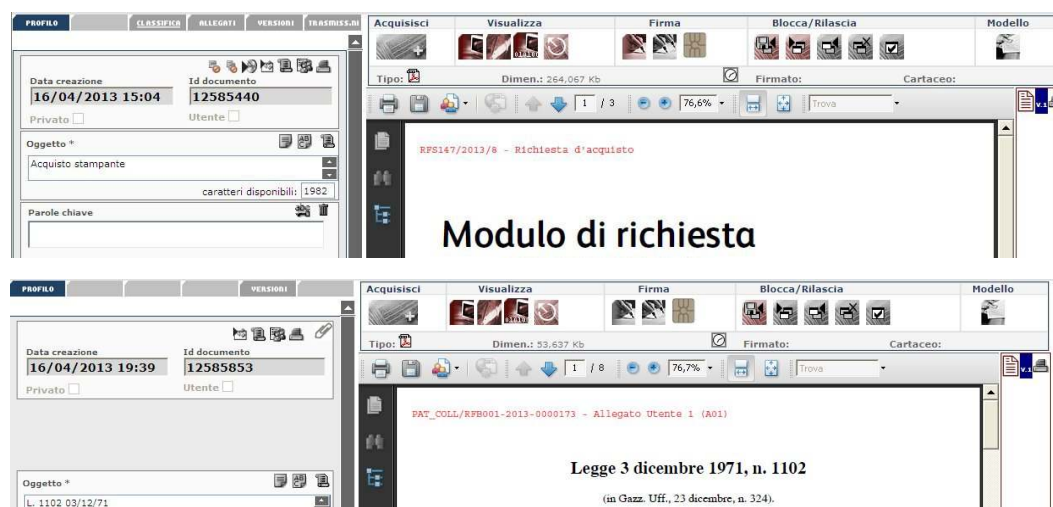 PROFILO CLASSIFICA ALLEGATI VERSIONI TRASMISS.NI
Acquisisci Visualizza Firma Blocca/Rilascia Modello
Tipo: Dimen.: 264,067 Kb Firmato: Cartaceo:
Data creazione Id documento
16/04/2013 15:04 12585440
Privato Utente
1 / 3 76,6% Trova
v.1
Oggetto *
Acquisto stampante
caratteri disponibili: 1982
Parole chiave
RFS147/2013/8 - Richiesta d'acquisto
Modulo di richiesta
PROFILO VERSIONI
Acquisisci Visualizza Firma Blocca/Rilascia Modello
Tipo: Dimen.: 53,637 Kb Firmato: Cartaceo:
Data creazione Id documento
16/04/2013 19:39 12585853
Privato Utente
1 / 8 76,7% Trova
v.1
Oggetto *
L. 1102 03/12/71
PAT_COLL/RFB001-2013-0000173 - Allegato Utente 1 (A01)
Legge 3 dicembre 1971, n. 1102
(in Gazz. Uff., 23 dicembre, n. 324).